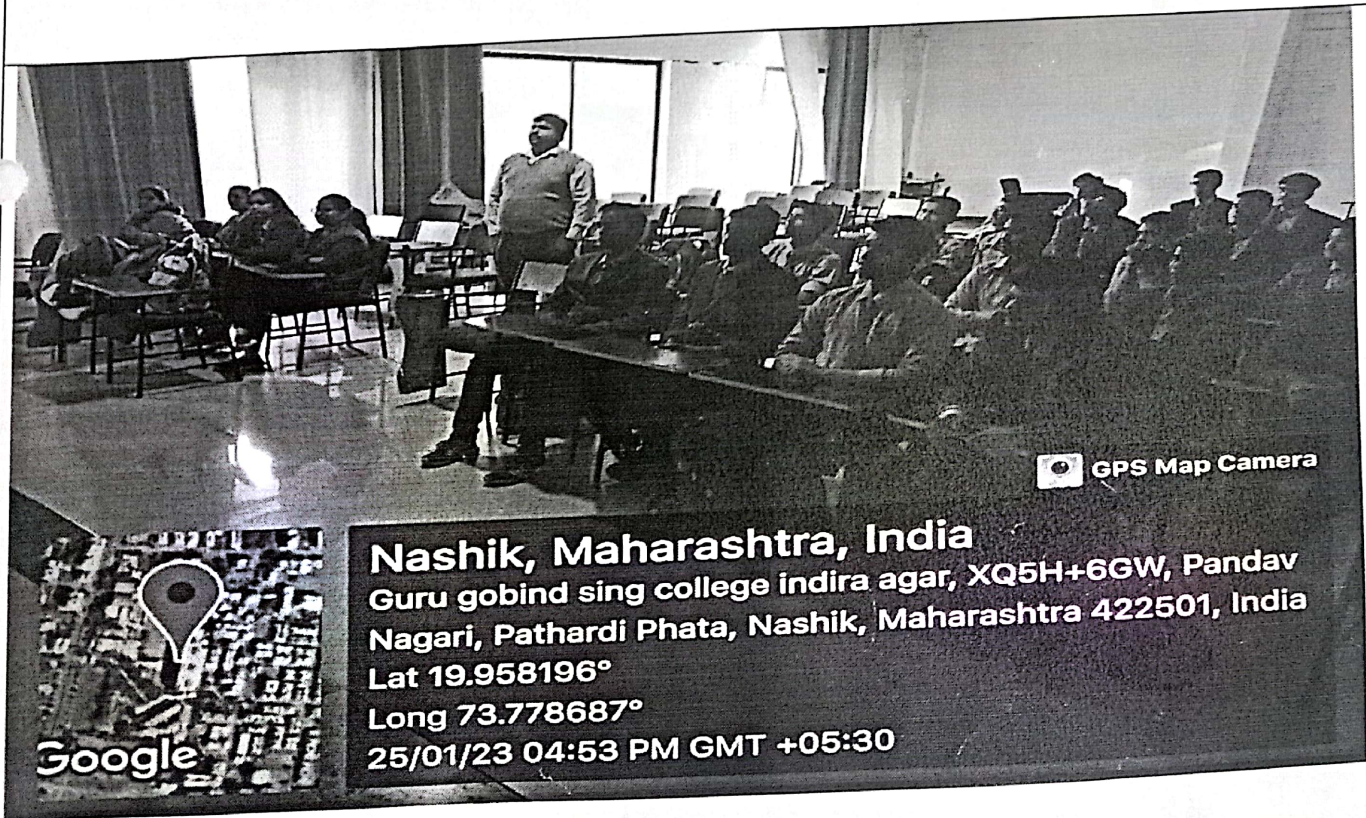 GPS Map Camera
Nashik, Maharashtra, India
Guru gobind sing college indira agar, XQ5H+6GW, Pandav
Nagari, Pathardi Phata, Nashik, Maharashtra 422501, India
Lat 19.958196°
Long 73.778687°
25/01/23 04:53 PM GMT +05:30
Google